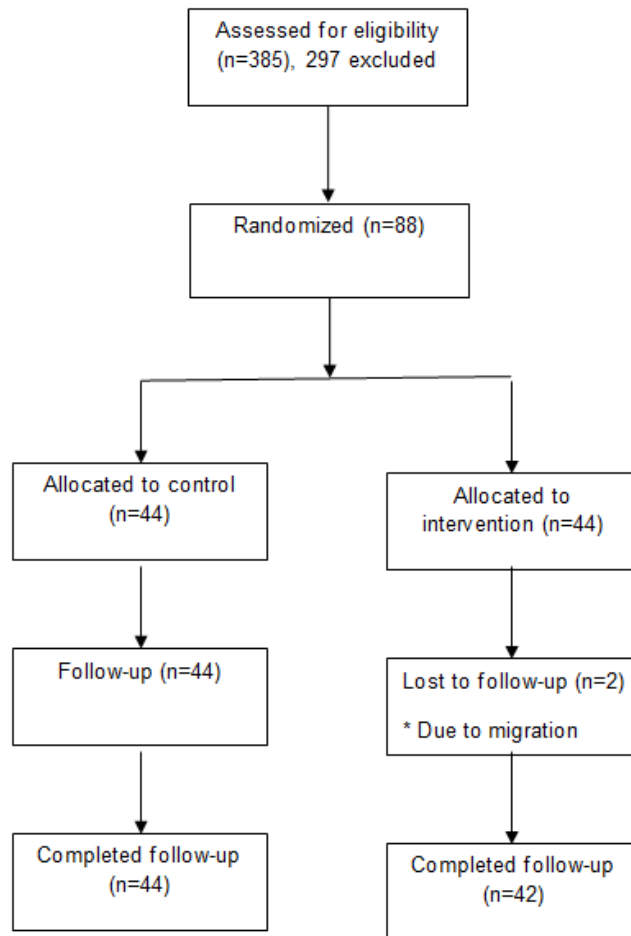 Assessed for eligibility
(n=385), 297 excluded
Randomized (n=88)
Allocated to control
(n=44)
Allocated to
intervention (n=44)
Follow-up (n=44)
Lost to follow-up (n=2)
* Due to migration
Completed follow-up
(n=44)
Completed follow-up
(n=42)